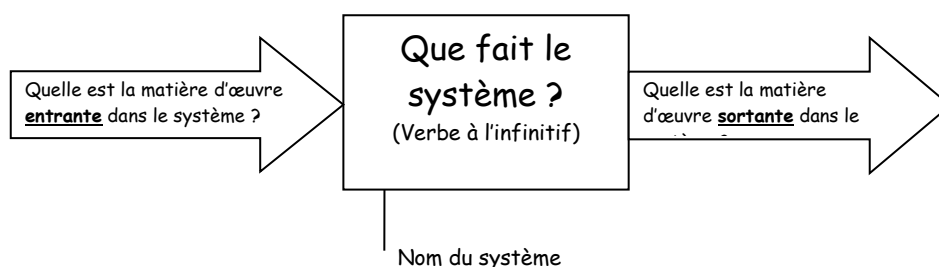 Quelle est la matière d'œuvre
entrante dans le système ?
Que fait le
système ?
(Verbe à l'infinitif)
Quelle est la matière
d'œuvre sortante dans le
Nom du système